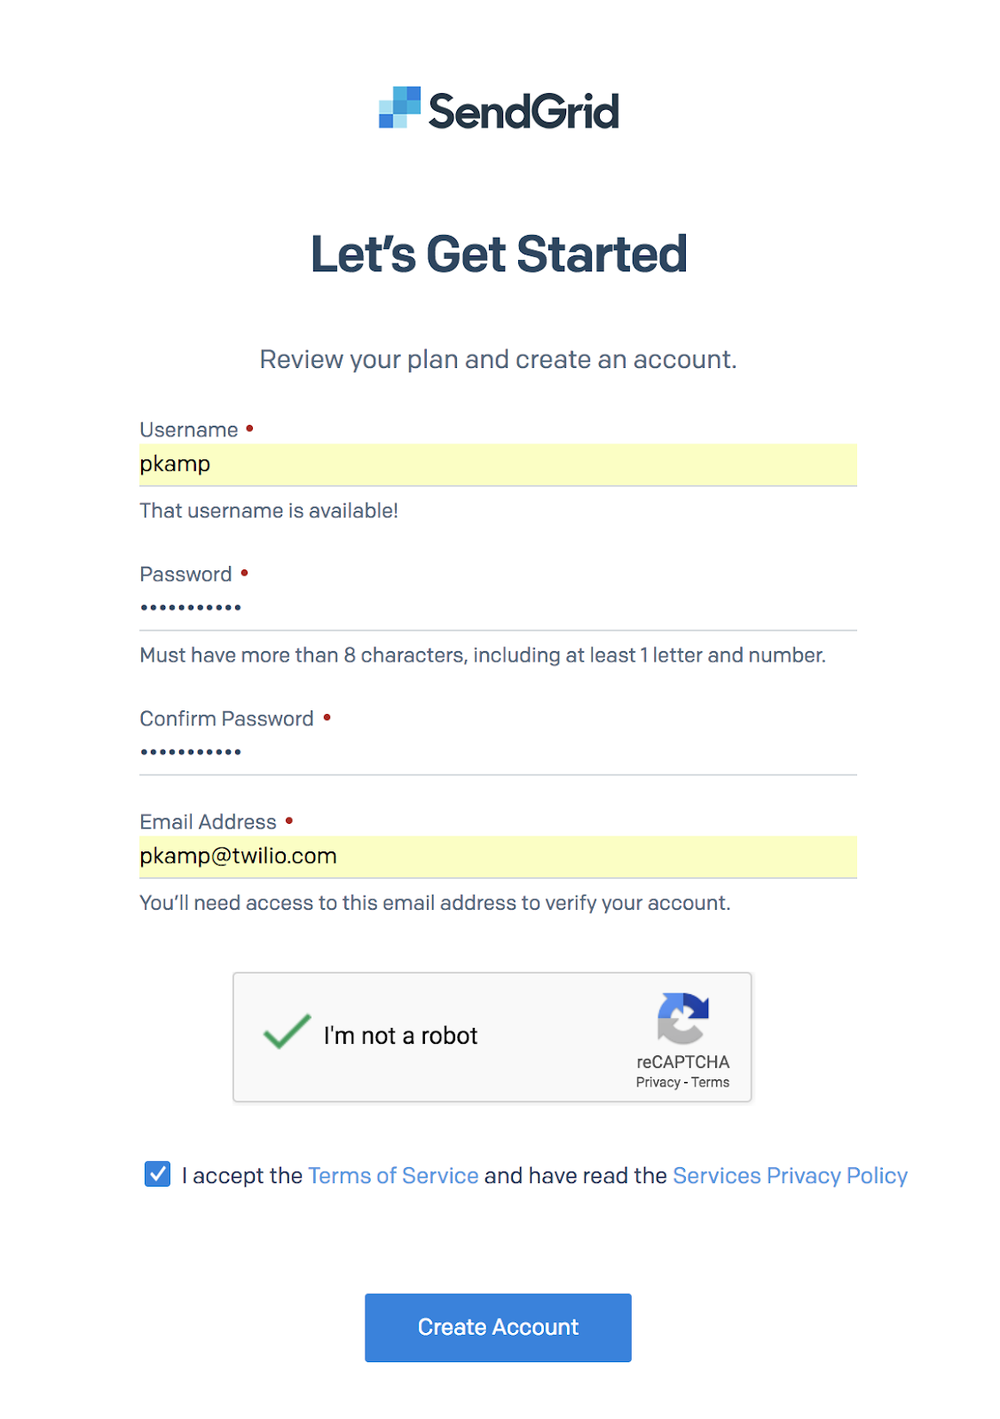 SendGrid
Let's Get Started
Review your plan and create an account.
Username •
pkamp
That username is available!
Password •
•••••••••••
Must have more than 8 characters, including at least 1 letter and number.
Confirm Password •
•••••••••••
Email Address •
pkamp@twilio.com
You'll need access to this email address to verify your account.
I'm not a robot
reCAPTCHA
Privacy - Terms
I accept the Terms of Service and have read the Services Privacy Policy
Create Account